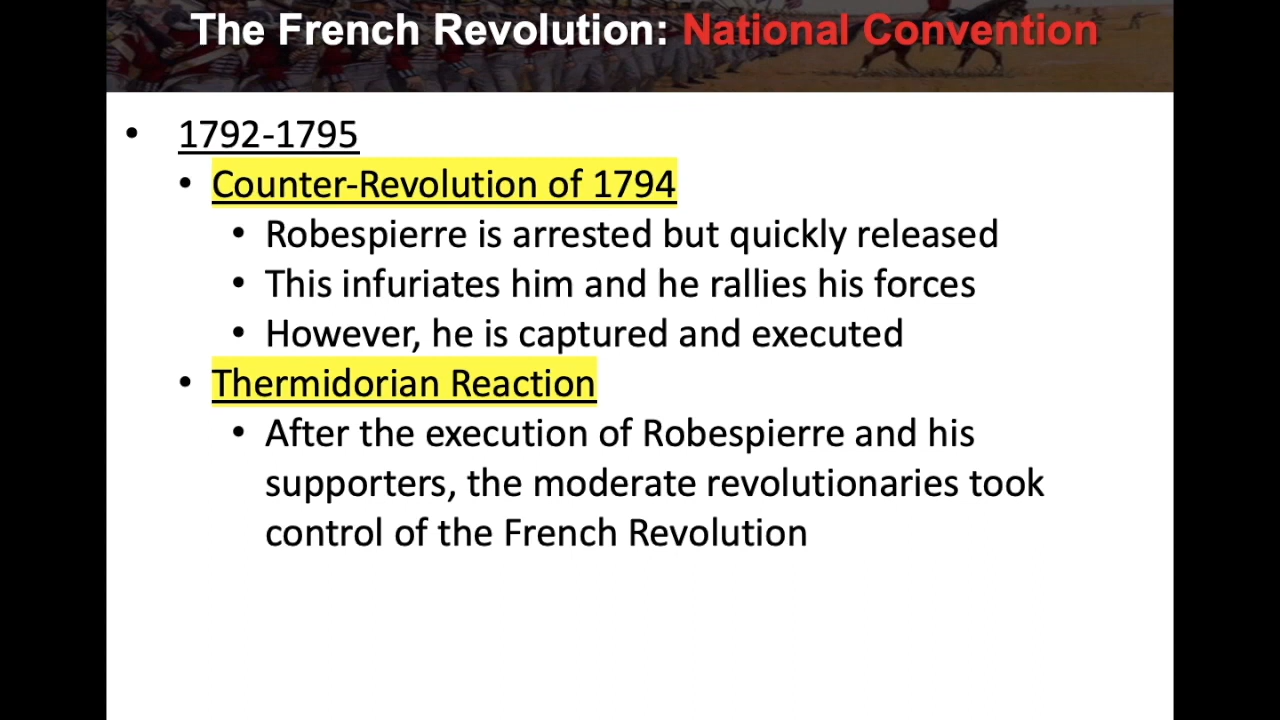 The French Revolution: National Convention
• 1792-1795
• Counter-Revolution of 1794
• Robespierre is arrested but quickly released
• This infuriates him and he rallies his forces
• However, he is captured and executed
• Thermidorian Reaction
• After the execution of Robespierre and his
supporters, the moderate revolutionaries took
control of the French Revolution